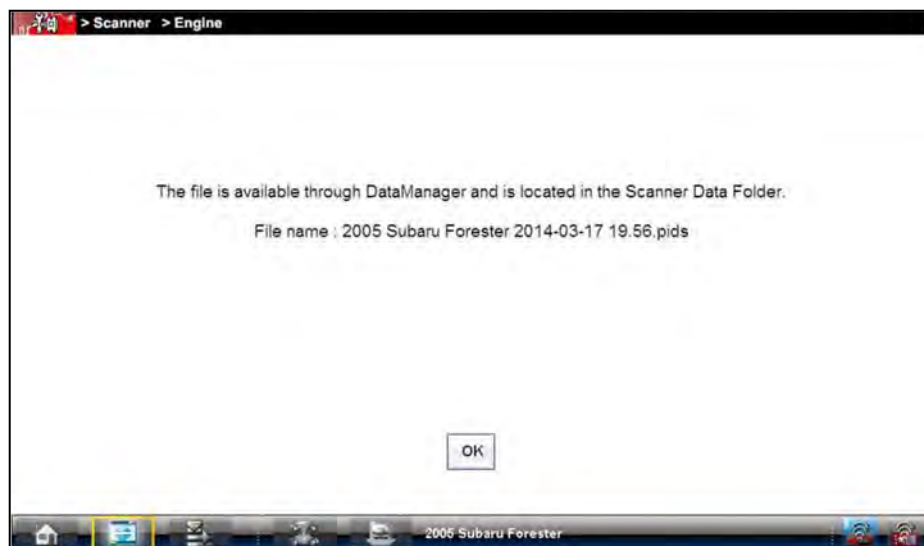 > Scanner > Engine
The file is available through DataManager and is located in the Scanner Data Folder.
File name : 2005 Subaru Forester 2014-03-17 19.56.pids
OK
2005 Subaru Forester